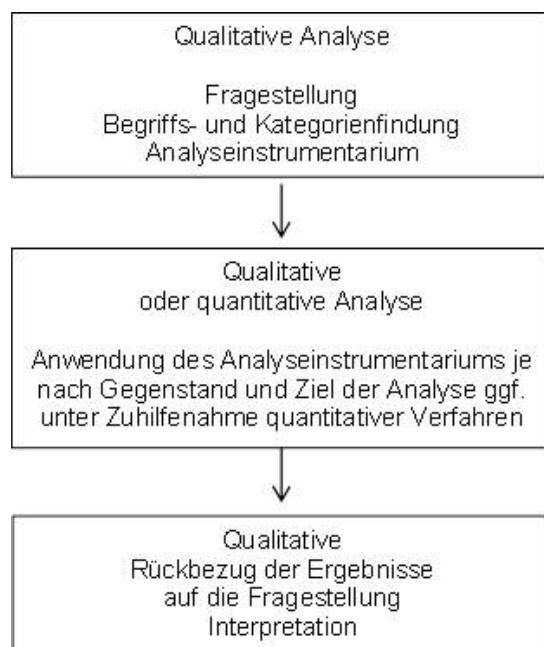 Qualitative Analyse
Fragestellung
Begriffs- und Kategorienfindung
Analyseinstrumentarium
Qualitative
oder quantitative Analyse
Anwendung des Analyseinstrumentariums je
nach Gegenstand und Ziel der Analyse ggf.
unter Zuhilfenahme quantitativer Verfahren
Qualitative
Rückbezug der Ergebnisse
auf die Fragestellung
Interpretation